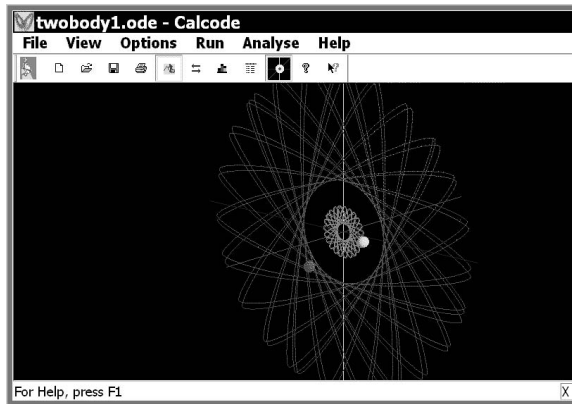 twobody1.ode - Calcode
File View Options Run Analyse Help
For Help, press F1
X